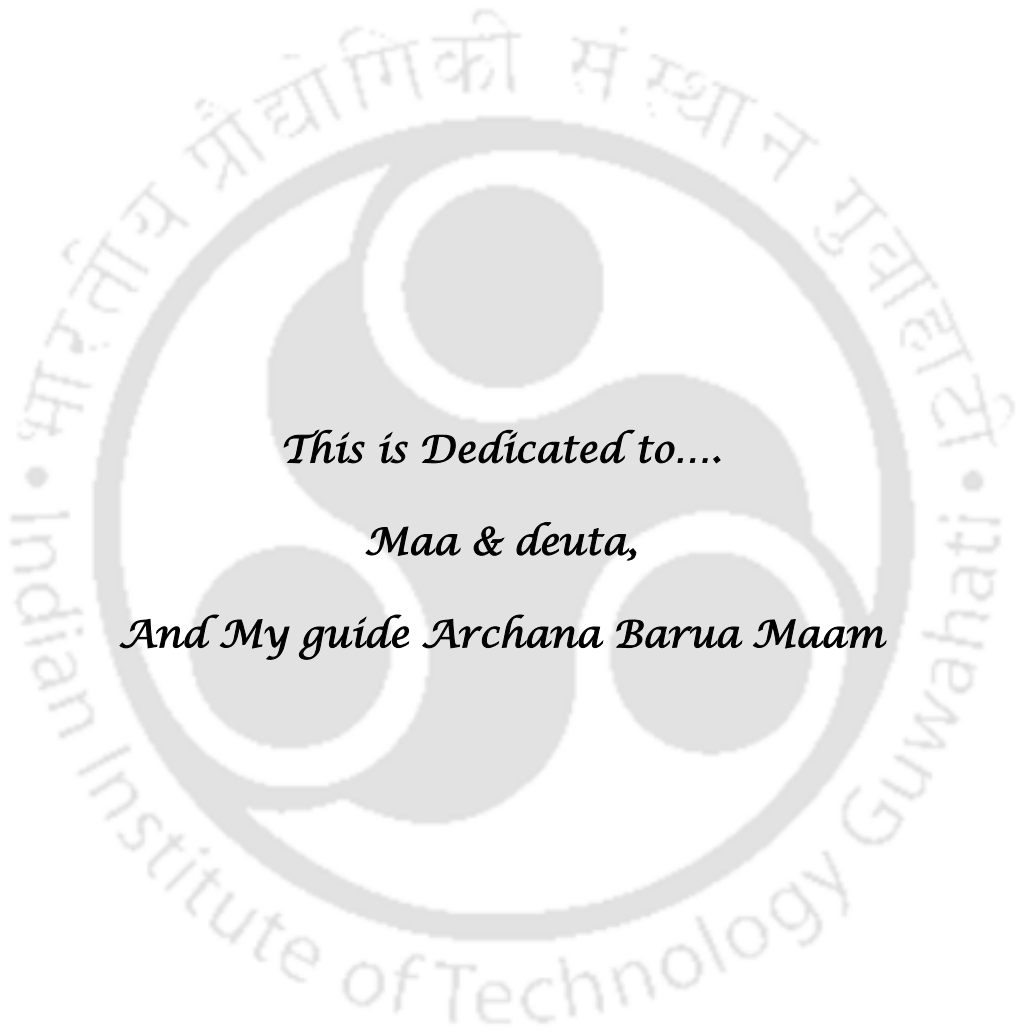 भारतीय प्रौद्योगिकी संस्थान गुवाहाटी
This is Dedicated to....
Maa & deuta,
And My guide Archana Barua Maam
• Indian Institute of Technology Guwahati •